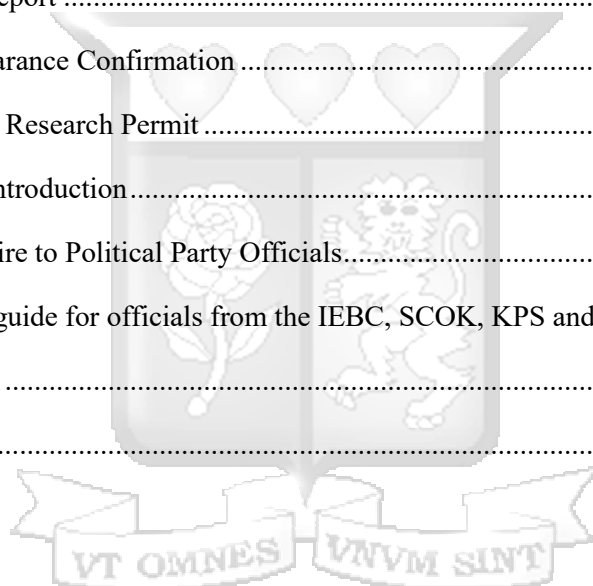 eport ..........................................................................
arance Confirmation ..................................................
Research Permit ........................................................
ntroduction ..................................................................
ire to Political Party Officials ....................................
guide for officials from the IEBC, SCOK, KPS and
..................................................................................
..................................................................................
VT OMNES VNVM SINT